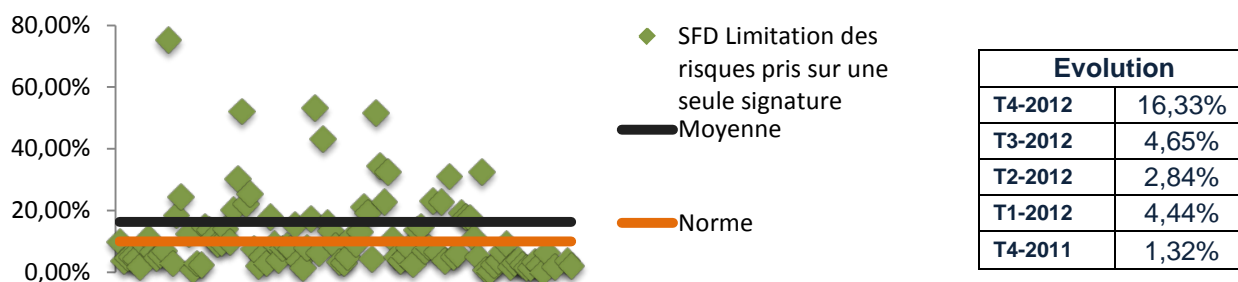 80,00%
60,00%
40,00%
20,00%
0,00%
SFD Limitation des
risques pris sur une
seule signature
Moyenne
Norme
Evolution
T4-2012 16,33%
T3-2012 4,65%
T2-2012 2,84%
T1-2012 4,44%
T4-2011 1,32%